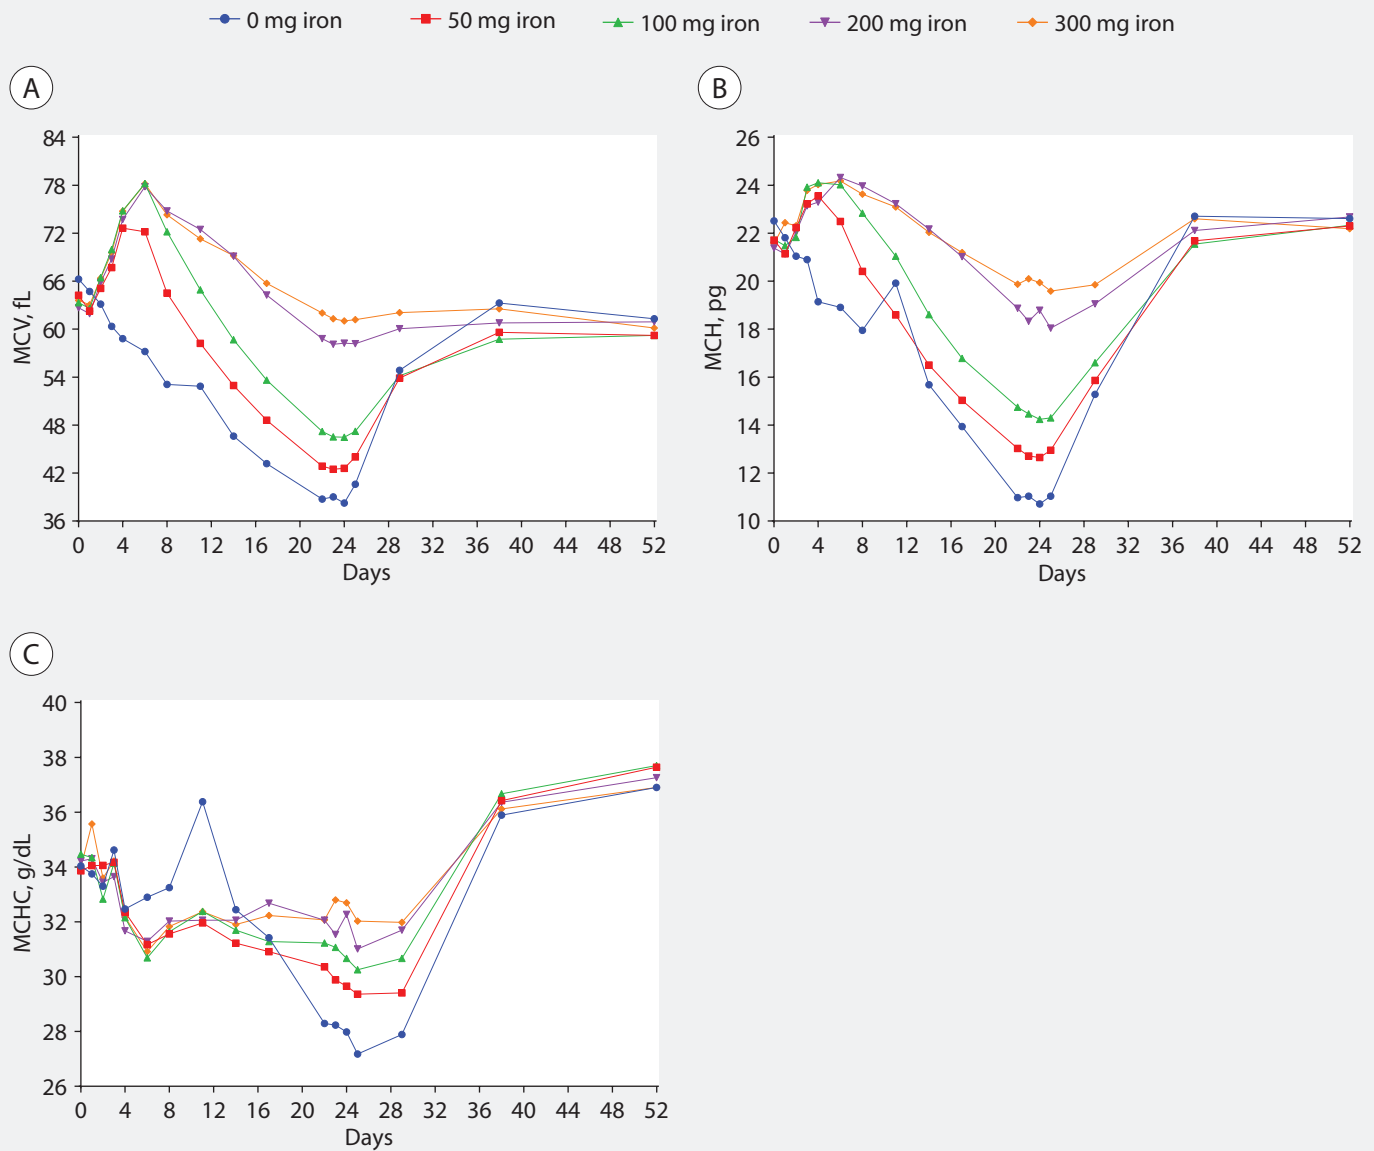 0 mg iron 50 mg iron 100 mg iron 200 mg iron 300 mg iron
A
84
78
72
66
60
54
48
42
36
MCV, fL
0 4 8 12 16 20 24 28 32 36 40 44 48 52
Days
B
26
24
22
20
18
16
14
12
10
MCH, pg
0 4 8 12 16 20 24 28 32 36 40 44 48 52
Days
C
40
38
36
34
32
30
28
26
MCHC, g/dL
0 4 8 12 16 20 24 28 32 36 40 44 48 52
Days